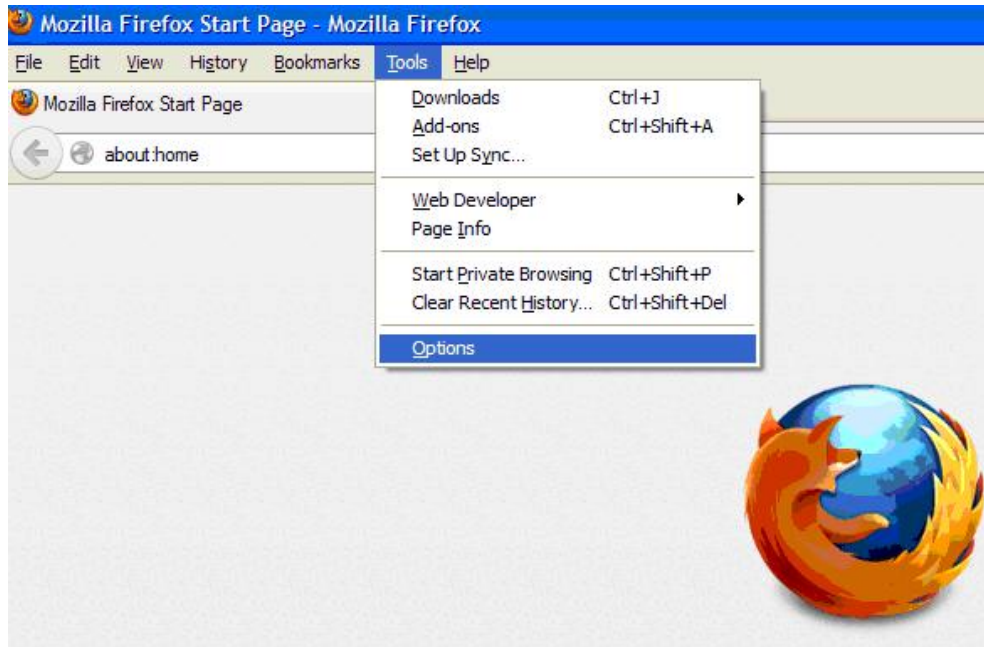 Mozilla Firefox Start Page - Mozilla Firefox
File Edit View History Bookmarks Tools Help
Mozilla Firefox Start Page
about:home
Downloads Ctrl+J
Add-ons Ctrl+Shift+A
Set Up Sync...
Web Developer
Page Info
Start Private Browsing Ctrl+Shift+P
Clear Recent History... Ctrl+Shift+Del
Options